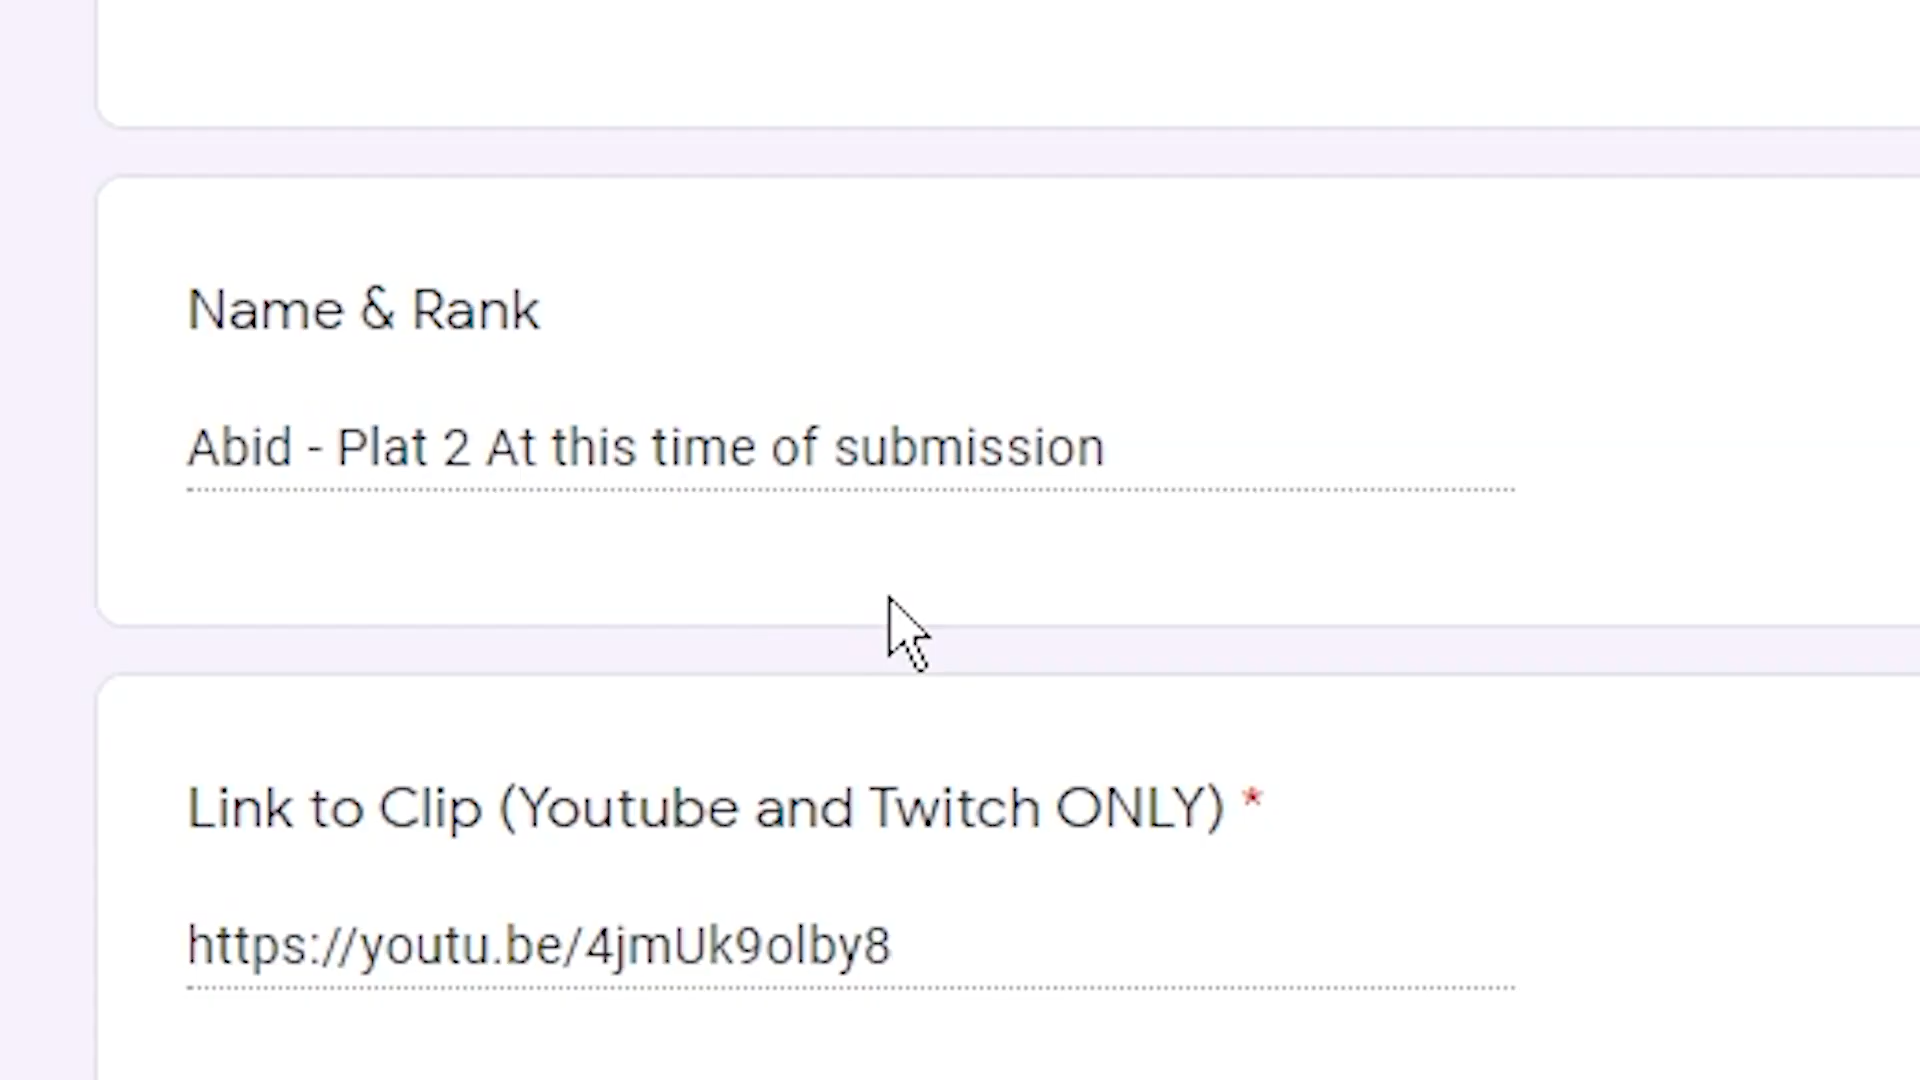 Name & Rank
Abid - Plat 2 At this time of submission
Link to Clip (Youtube and Twitch ONLY) *
https://youtu.be/4jmUk9olby8